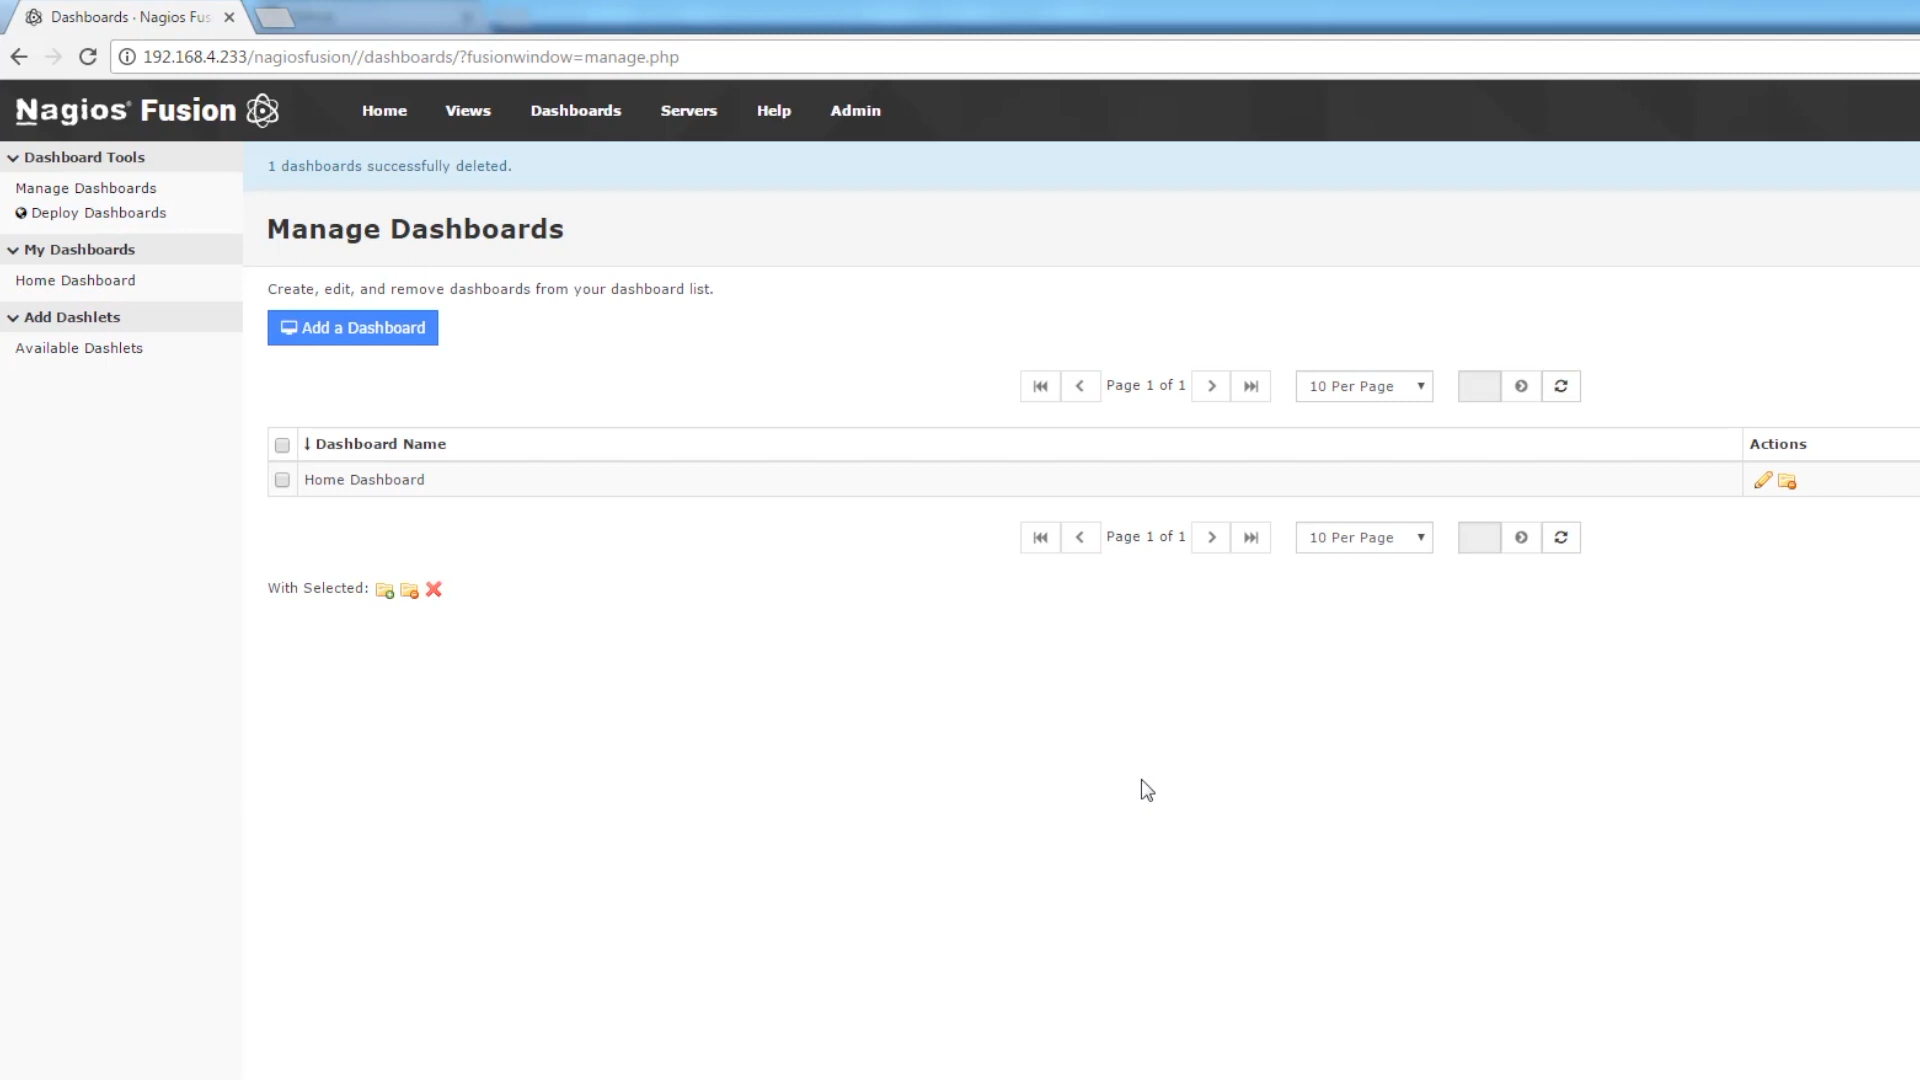 Dashboards · Nagios Fus
192.168.4.233/nagiosfusion//dashboards/?fusionwindow=manage.php
Nagios® Fusion
Home Views Dashboards Servers Help Admin
Dashboard Tools
Manage Dashboards
Deploy Dashboards
My Dashboards
Home Dashboard
Add Dashlets
Available Dashlets
1 dashboards successfully deleted.
Manage Dashboards
Create, edit, and remove dashboards from your dashboard list.
Add a Dashboard
Page 1 of 1 10 Per Page
Dashboard Name Actions
Home Dashboard
Page 1 of 1 10 Per Page
With Selected: